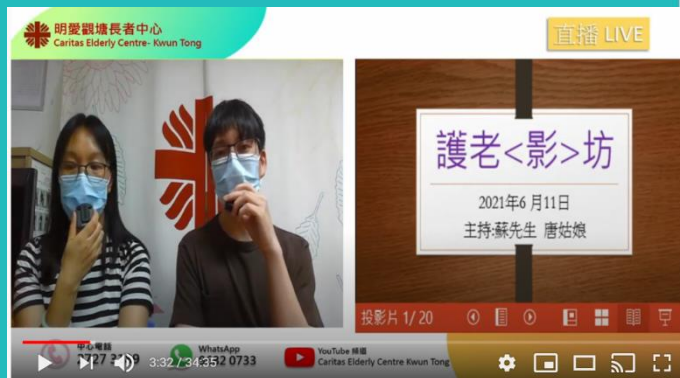 明愛觀塘長者中心
Caritas Elderly Centre- Kwun Tong
直播 LIVE
護老<影>坊
2021年6 月11日
主持:蘇先生 唐姑娘
投影片 1/ 20
中心電話
WhatsApp
0733
YouTube 頻道
Caritas Elderly Centre Kwun Tong
3:32 / 34:35